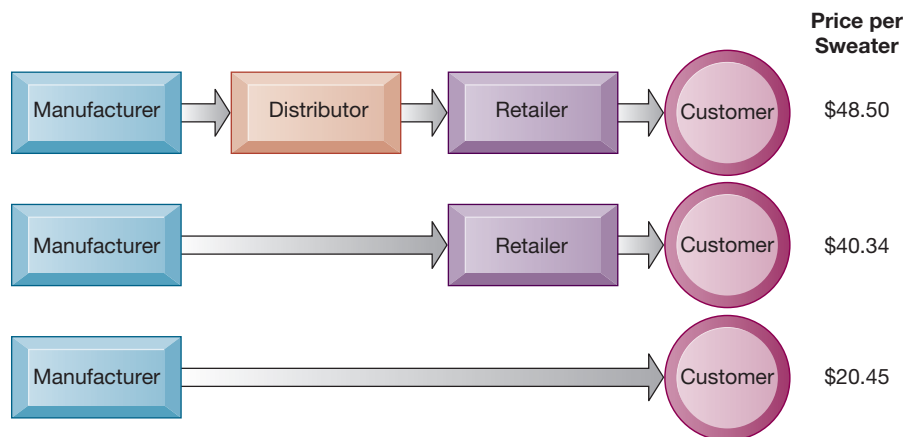 Price per
Sweater
Manufacturer Distributor Retailer Customer $48.50
Manufacturer Retailer Customer $40.34
Manufacturer Customer $20.45